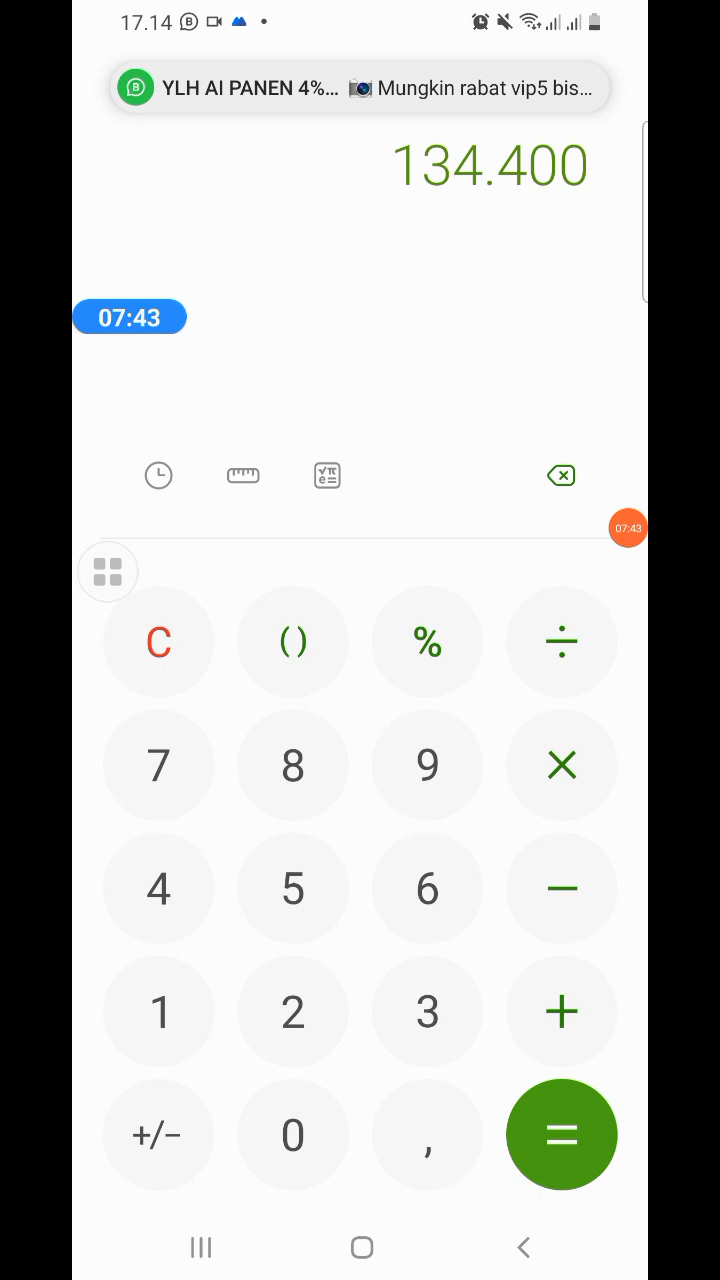 17.14
YLH AI PANEN 4%... 📷 Mungkin rabat vip5 bis...
134.400
07:43
07:43
C () % ÷
7 8 9 ×
4 5 6 −
1 2 3 +
+/− 0 , =